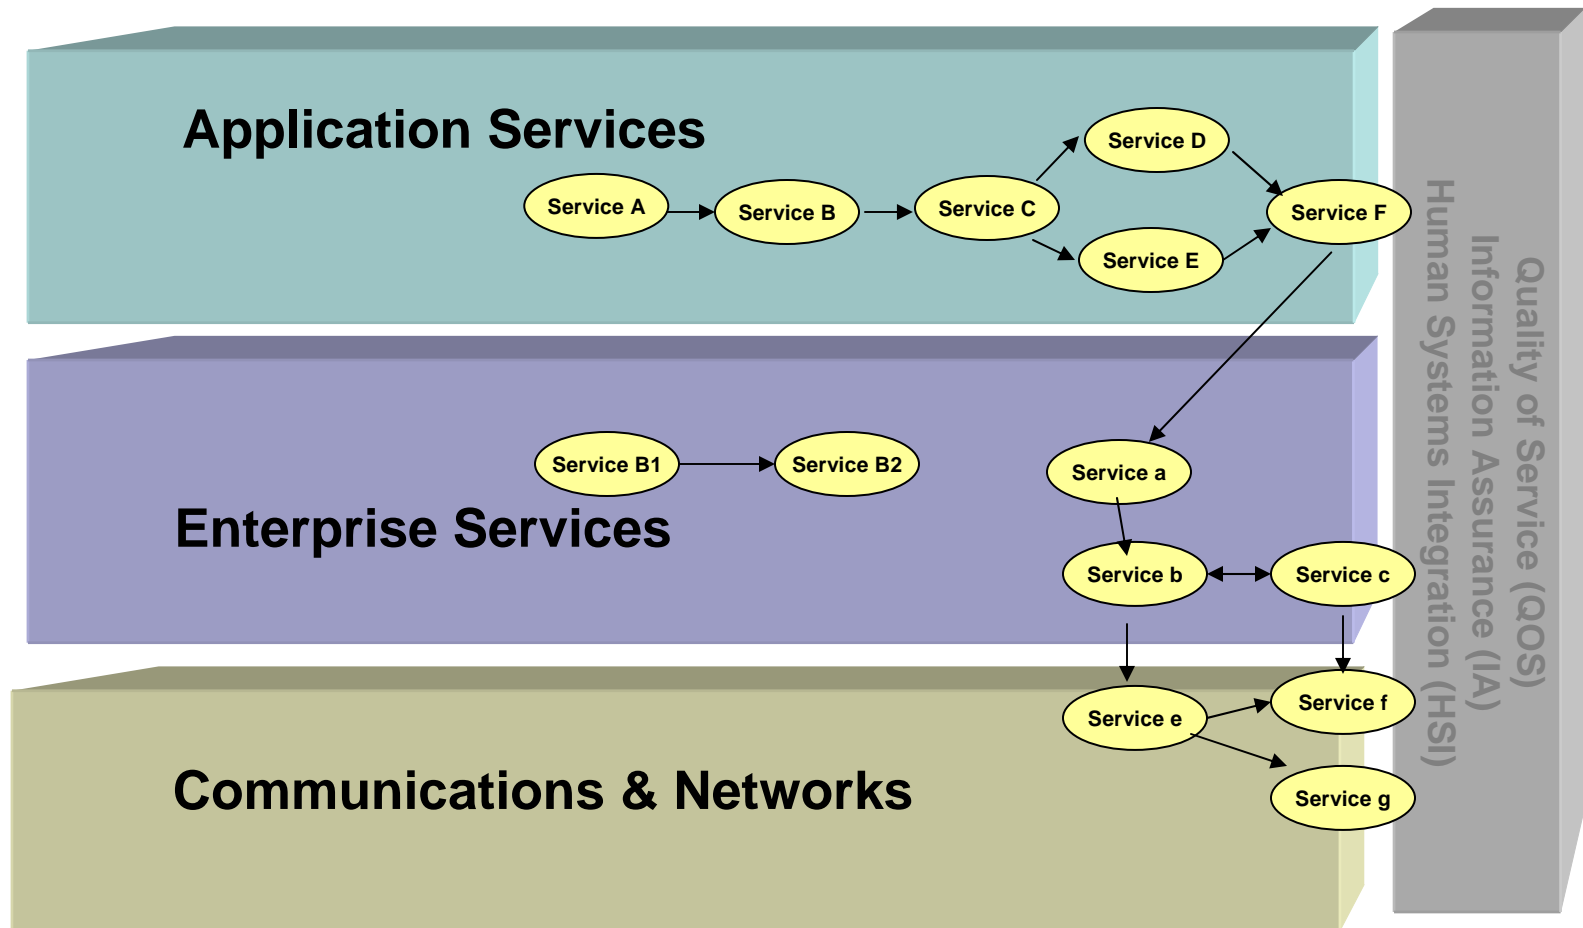 Application Services
Service A
Service B
Service C
Service D
Service E
Service F
Enterprise Services
Service B1
Service B2
Service a
Service b
Service c
Communications & Networks
Service e
Service f
Service g
Quality of Service (QOS)
Information Assurance (IA)
Human Systems Integration (HSI)